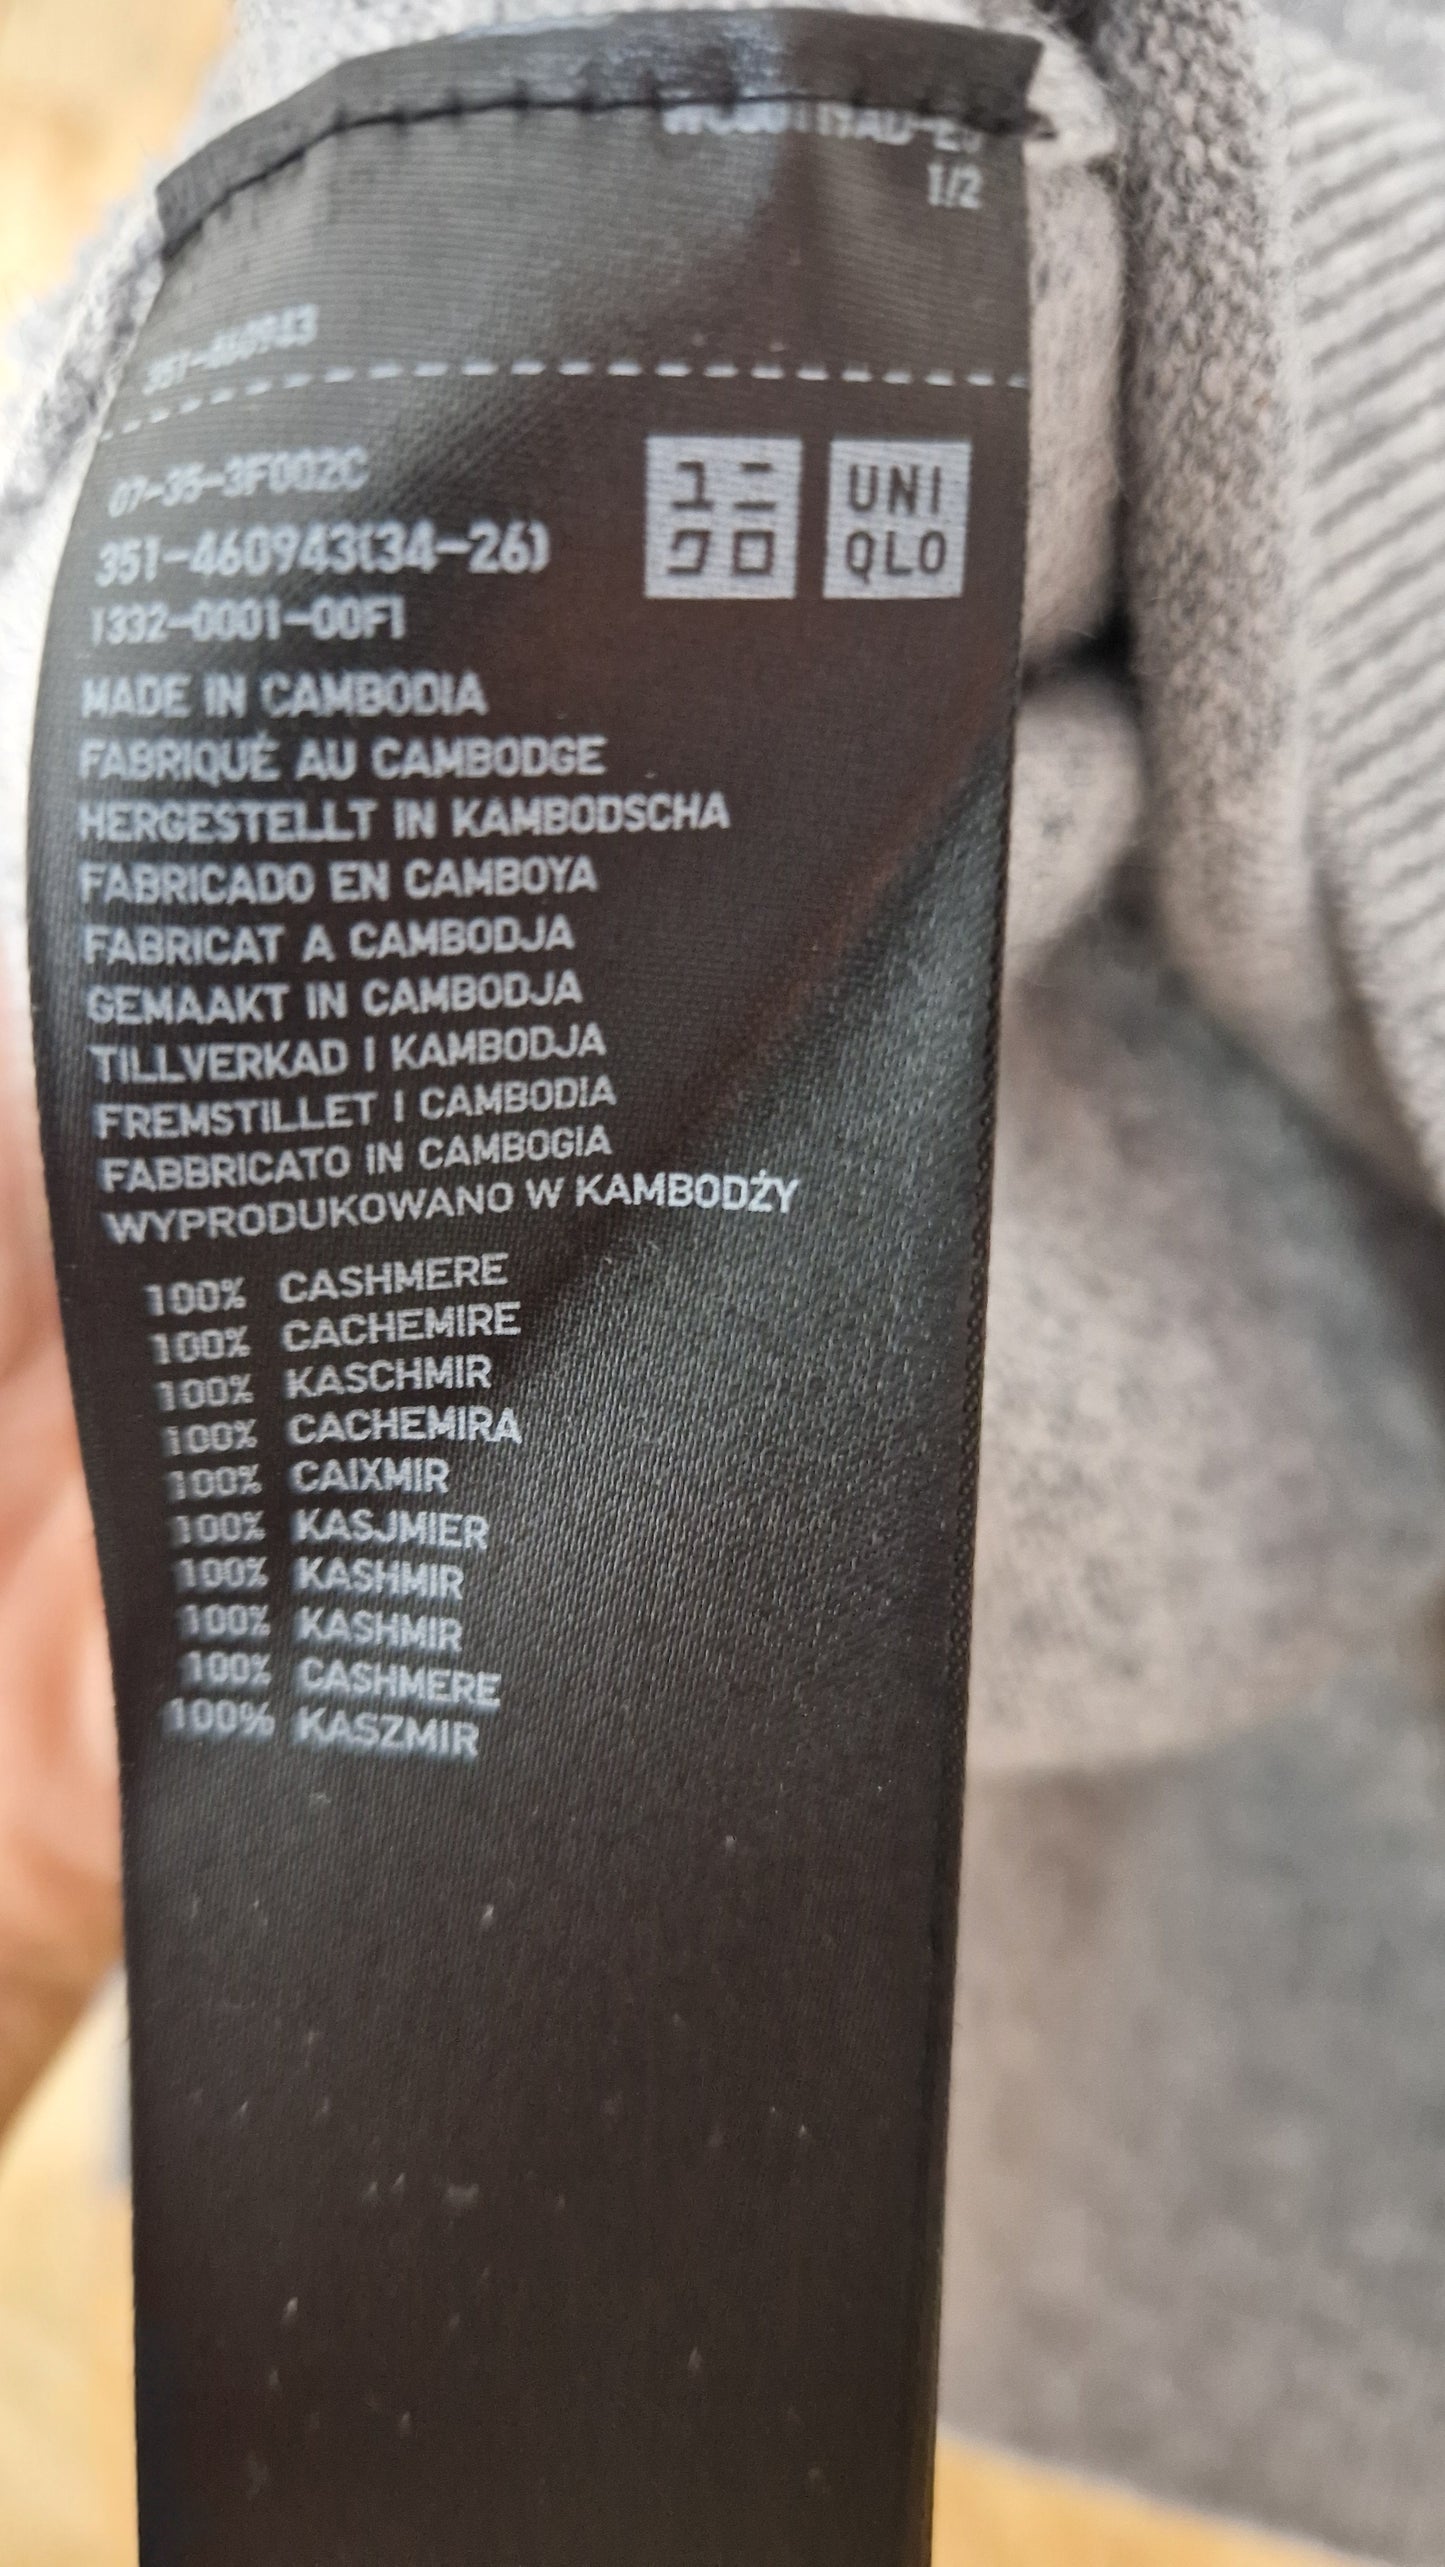 1/2
351-460943
07-35-3F002C
351-460943(34-26)
1332-0001-00F1
ユニ
クロ
UNI
QLO
MADE IN CAMBODIA
FABRIQUÉ AU CAMBODGE
HERGESTELLT IN KAMBODSCHA
FABRICADO EN CAMBOYA
FABRICAT A CAMBODJA
GEMAAKT IN CAMBODJA
TILLVERKAD I KAMBODJA
FREMSTILLET I CAMBODIA
FABBRICATO IN CAMBOGIA
WYPRODUKOWANO W KAMBODŻY
100% CASHMERE
100% CACHEMIRE
100% KASCHMIR
100% CACHEMIRA
100% CAIXMIR
100% KASJMIER
100% KASHMIR
100% KASHMIR
100% CASHMERE
100% KASZMIR